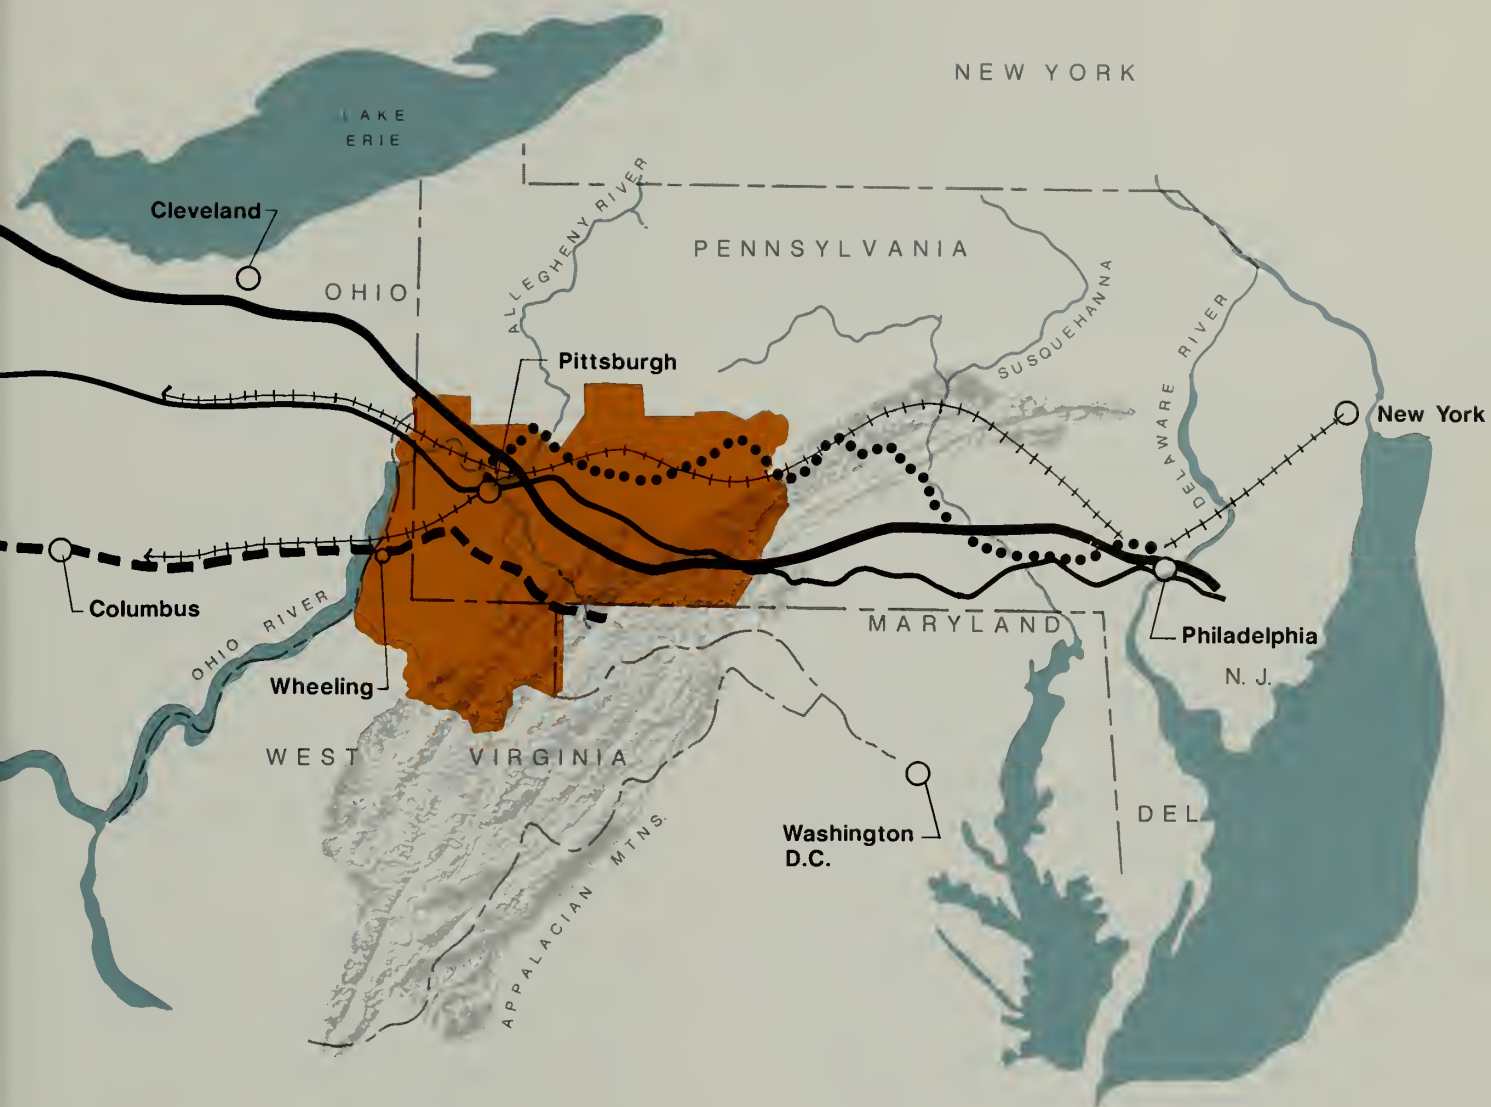 NEW YORK
LAKE
ERIE
Cleveland
ALLEGHENY RIVER
PENNSYLVANIA
OHIO
SUSQUEHANNA
DELAWARE RIVER
Pittsburgh
New York
Columbus
OHIO RIVER
MARYLAND
Philadelphia
N. J.
Wheeling
WEST VIRGINIA
DEL.
Washington
D.C.
APPALACIAN MTNS.